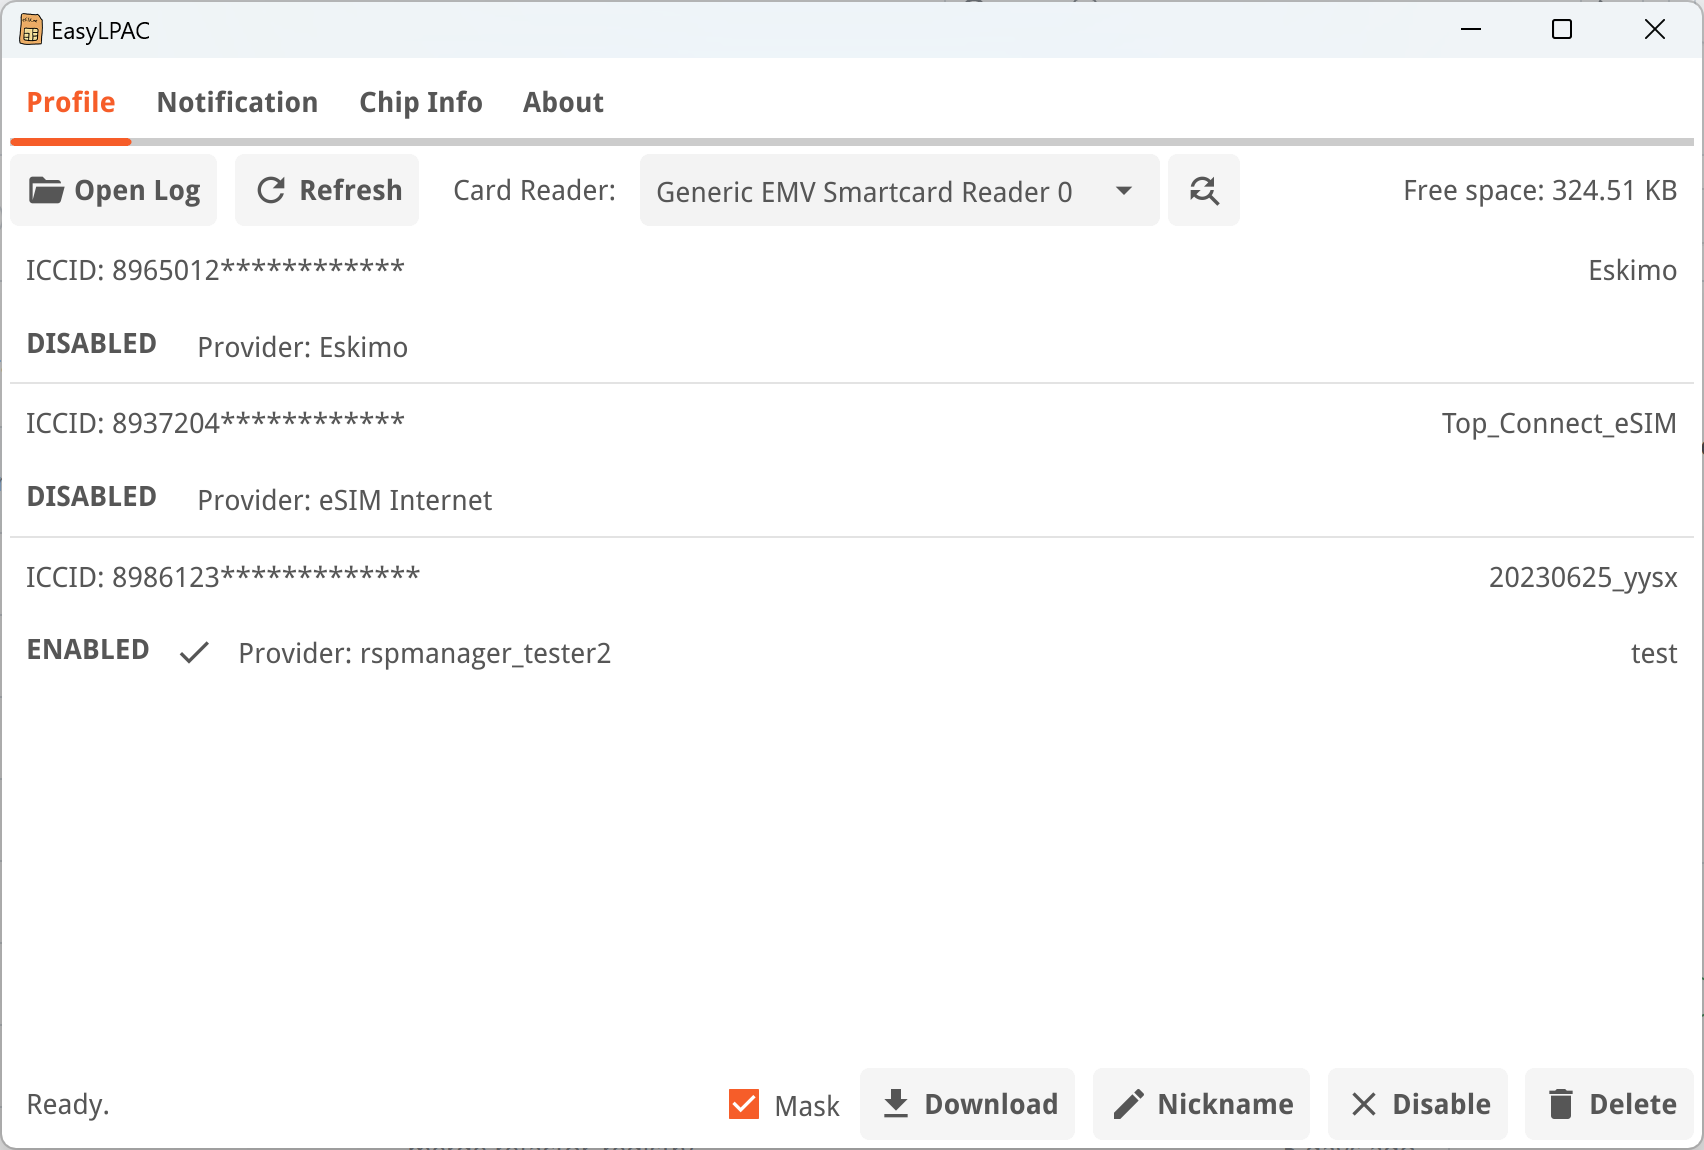 EasyLPAC
Profile Notification Chip Info About
Open Log Refresh Card Reader: Generic EMV Smartcard Reader 0 Free space: 324.51 KB
ICCID: 8965012************ Eskimo
DISABLED Provider: Eskimo
ICCID: 8937204************ Top_Connect_eSIM
DISABLED Provider: eSIM Internet
ICCID: 8986123************* 20230625_yysx
ENABLED Provider: rspmanager_tester2 test
Ready. Mask Download Nickname Disable Delete